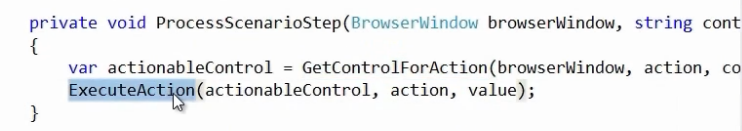 private void ProcessScenarioStep(BrowserWindow browserWindow, string cont
{
var actionableControl = GetControlForAction(browserWindow, action, co
ExecuteAction(actionableControl, action, value);
}